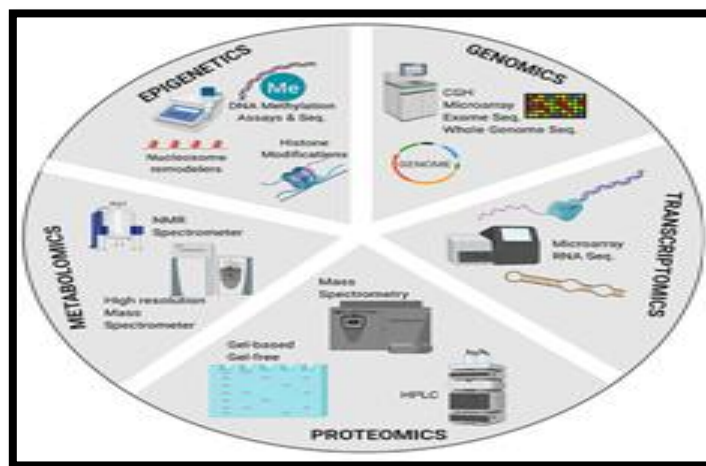 EPIGENETICS
Me
DNA Methylation
Assays & Seq.
Nucleosome
remodelers
Histone
Modifications
GENOMICS
CGH
Microarray
Exome Seq.
Whole Genome Seq.
GENOME
TRANSCRIPTOMICS
Microarray
RNA Seq.
METABOLOMICS
NMR
Spectrometer
High resolution
Mass
Spectrometer
Mass
Spectrometry
Gel-based
Gel-free
HPLC
PROTEOMICS